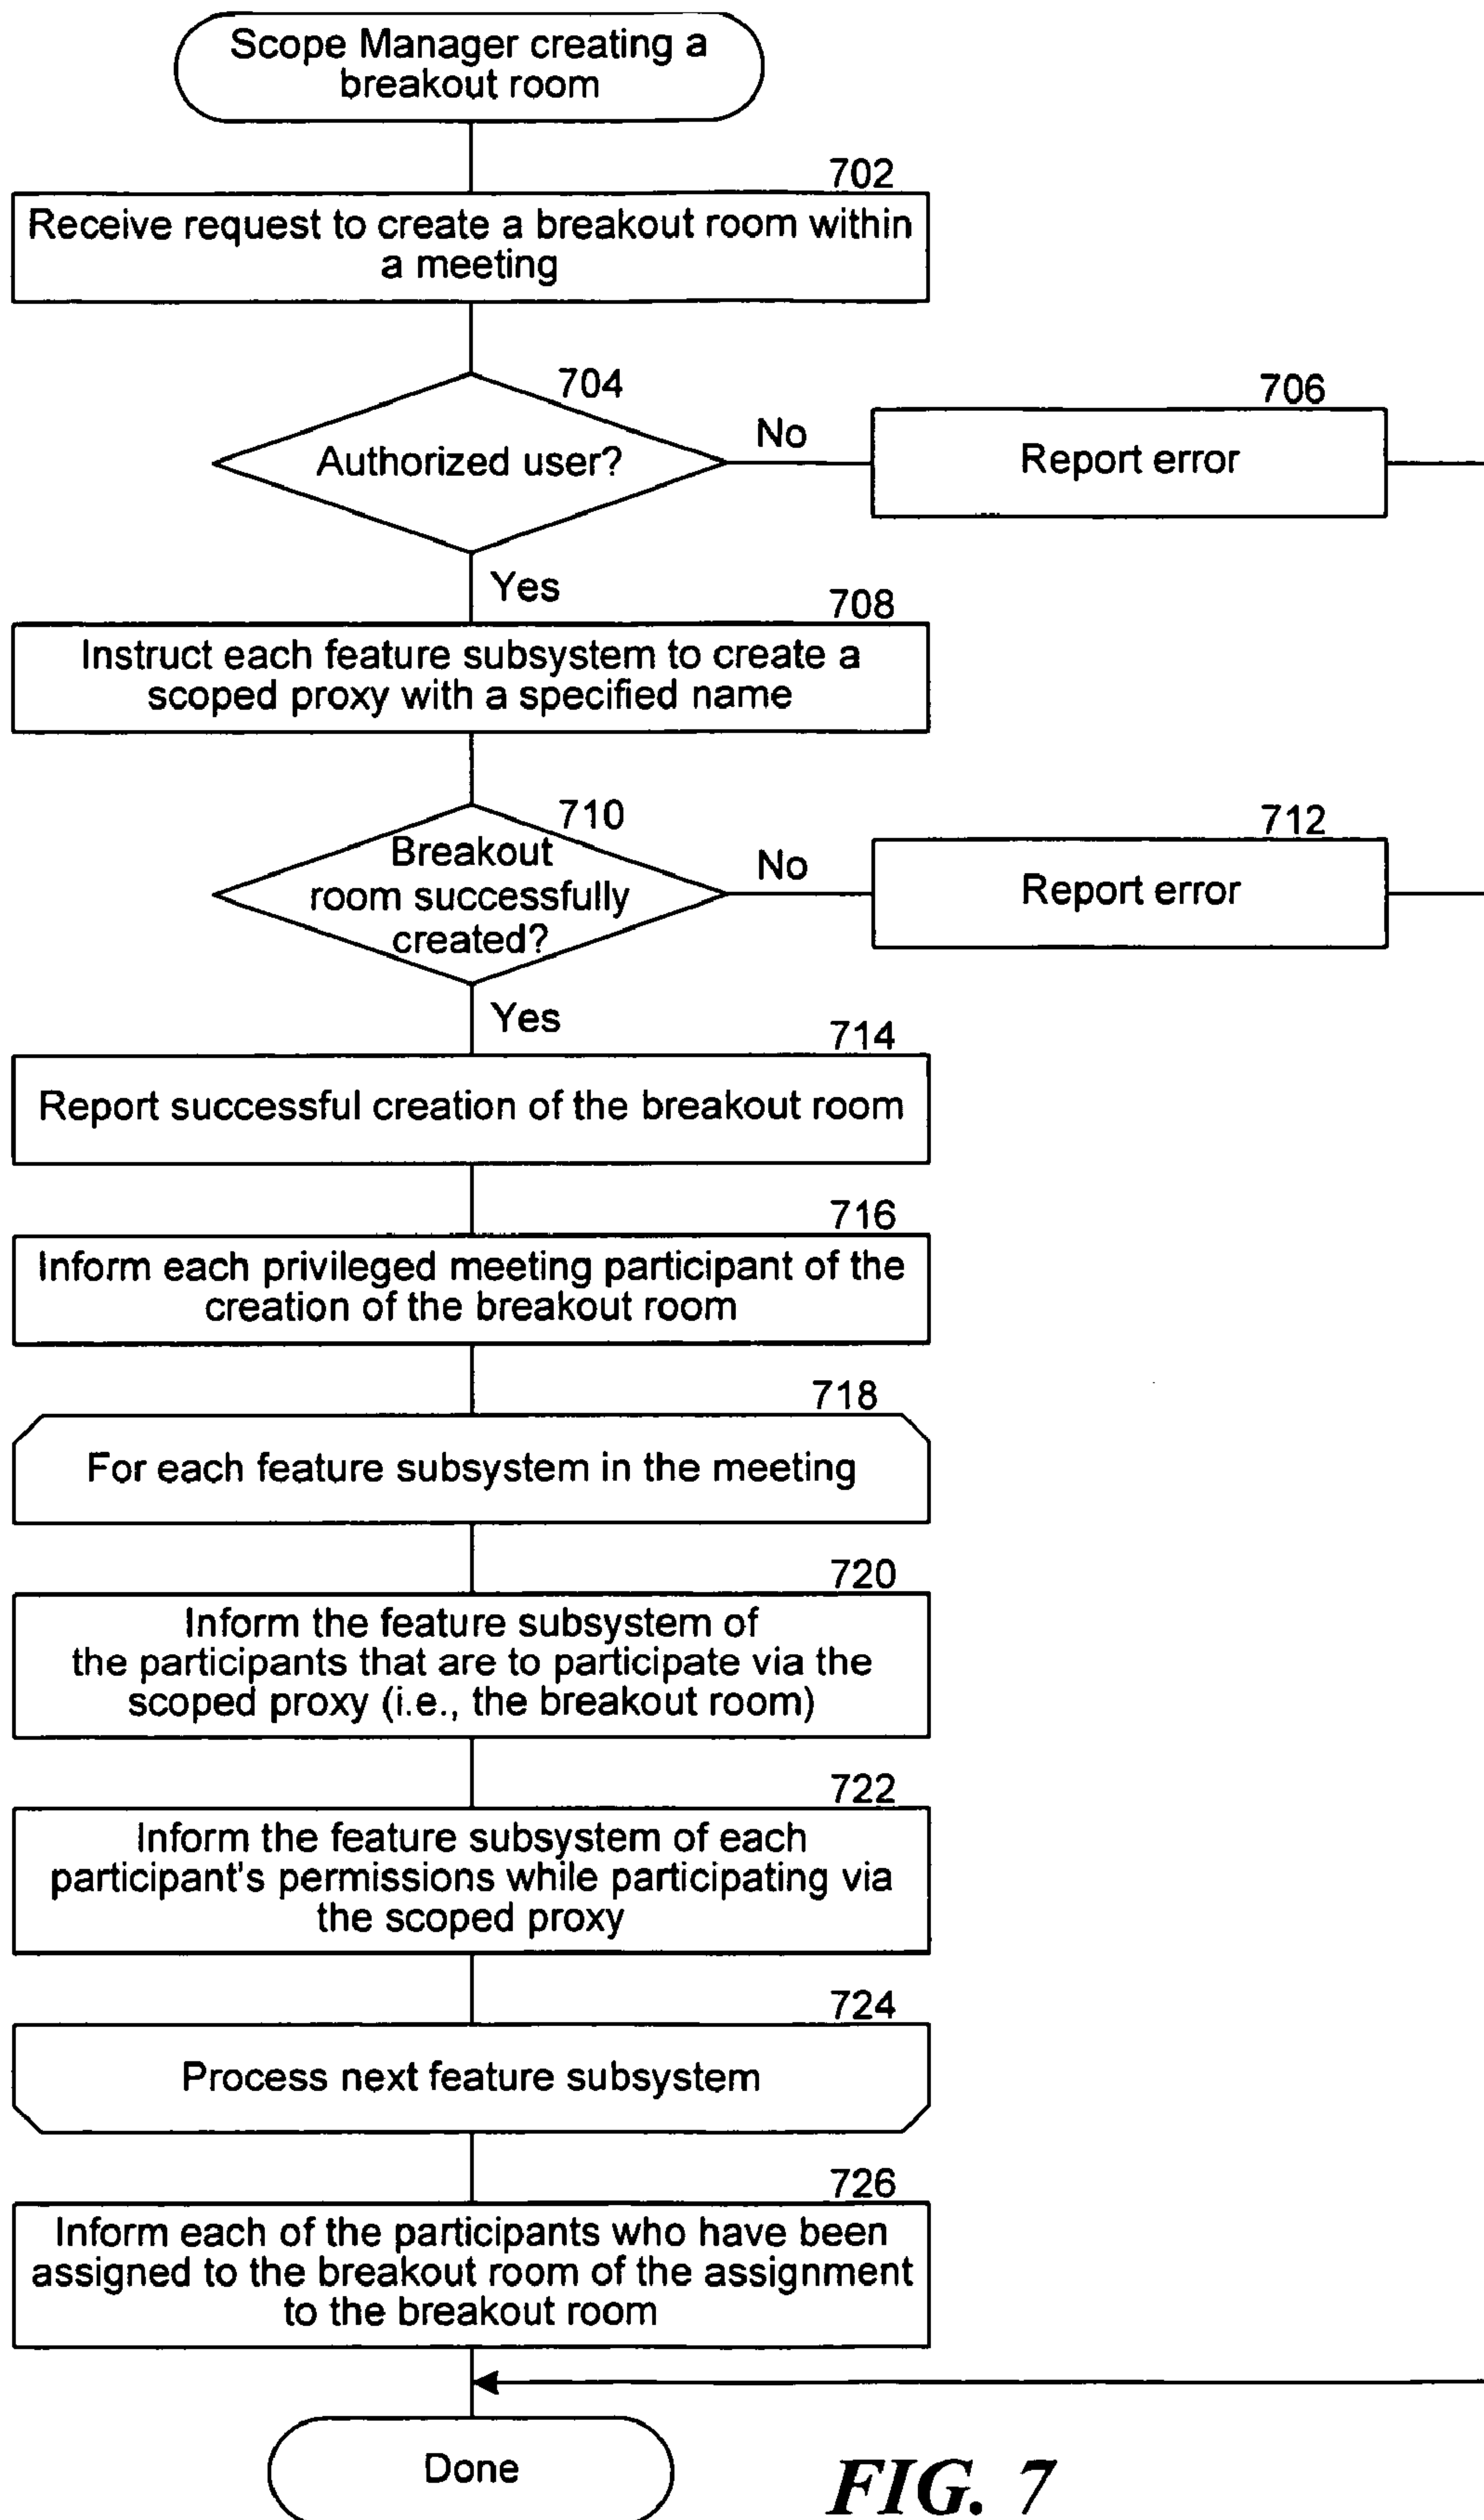 Scope Manager creating a
breakout room
702
Receive request to create a breakout room within
a meeting
704
Authorized user?
No
706
Report error
Yes
708
Instruct each feature subsystem to create a
scoped proxy with a specified name
710
Breakout
room successfully
created?
No
712
Report error
Yes
714
Report successful creation of the breakout room
716
Inform each privileged meeting participant of the
creation of the breakout room
718
For each feature subsystem in the meeting
720
Inform the feature subsystem of
the participants that are to participate via the
scoped proxy (i.e., the breakout room)
722
Inform the feature subsystem of each
participant's permissions while participating via
the scoped proxy
724
Process next feature subsystem
726
Inform each of the participants who have been
assigned to the breakout room of the assignment
to the breakout room
Done
FIG. 7